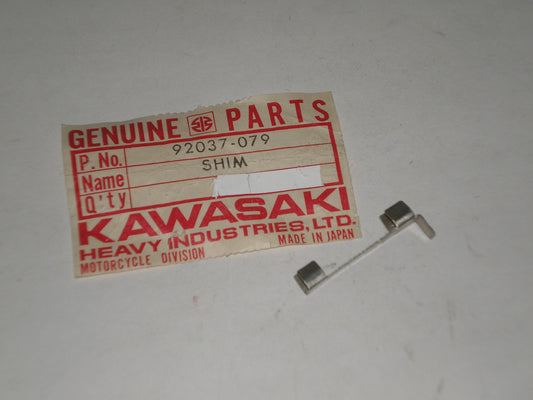 GENUINE PARTS
P. No. 92037-079
Name SHIM
Q'ty
KAWASAKI
HEAVY INDUSTRIES, LTD.
MOTORCYCLE DIVISION MADE IN JAPAN